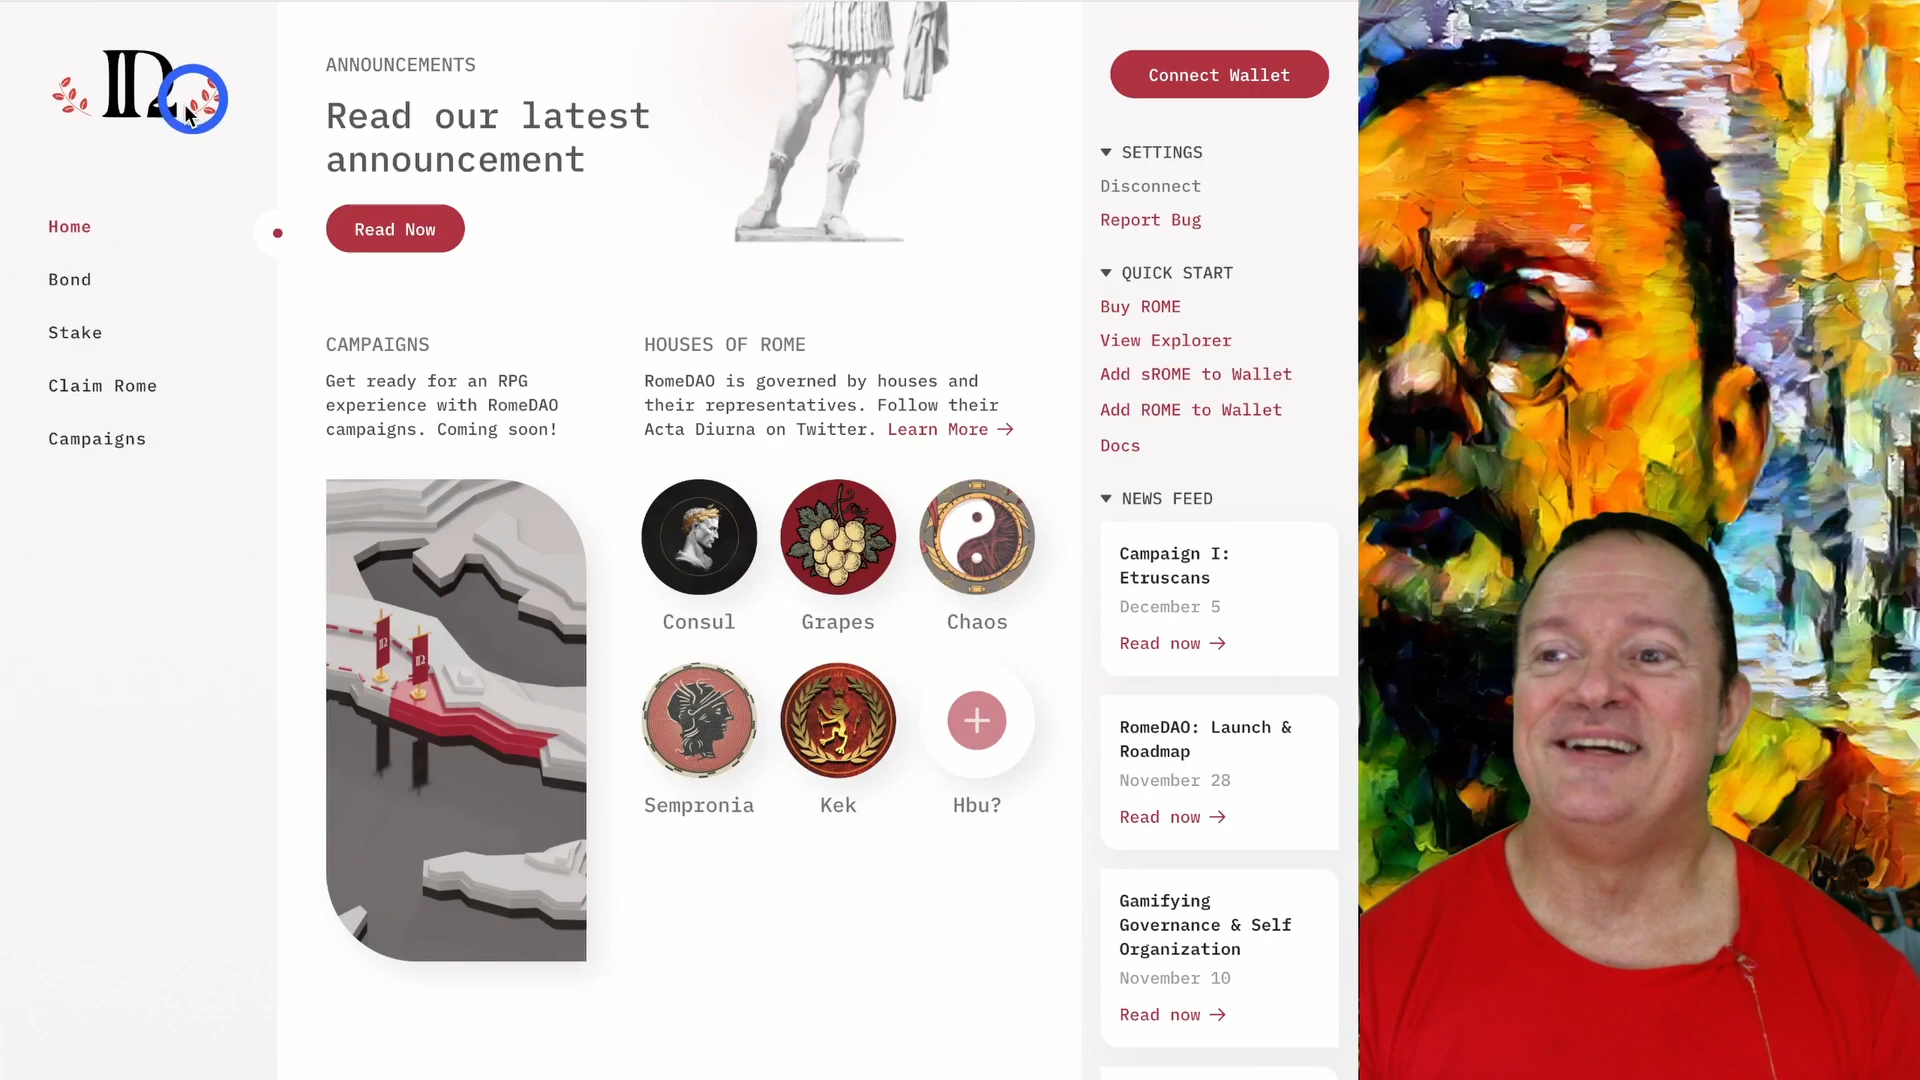 Home
Bond
Stake
Claim Rome
Campaigns
ANNOUNCEMENTS
Read our latest
announcement
Read Now
CAMPAIGNS
Get ready for an RPG
experience with RomeDAO
campaigns. Coming soon!
HOUSES OF ROME
RomeDAO is governed by houses and
their representatives. Follow their
Acta Diurna on Twitter. Learn More →
Consul
Grapes
Chaos
Sempronia
Kek
Hbu?
Connect Wallet
SETTINGS
Disconnect
Report Bug
QUICK START
Buy ROME
View Explorer
Add sROME to Wallet
Add ROME to Wallet
Docs
NEWS FEED
Campaign I:
Etruscans
December 5
Read now →
RomeDAO: Launch &
Roadmap
November 28
Read now →
Gamifying
Governance & Self
Organization
November 10
Read now →